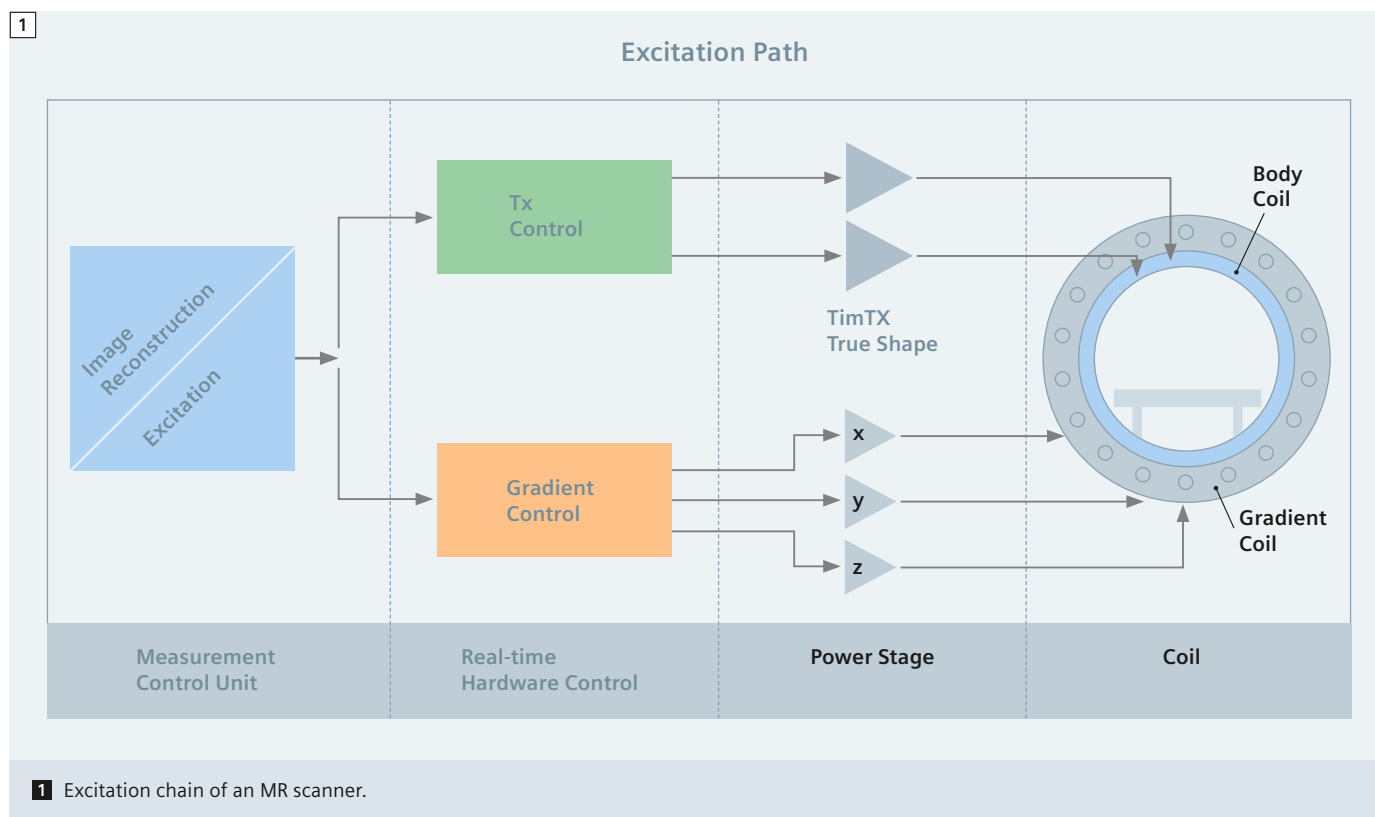 1
Excitation Path
Tx
Control
Body
Coil
Image
Reconstruction
Excitation
TimTX
True Shape
x
Gradient
Control
y
z
Gradient
Coil
Measurement
Control Unit
Real-time
Hardware Control
Power Stage
Coil
1 Excitation chain of an MR scanner.